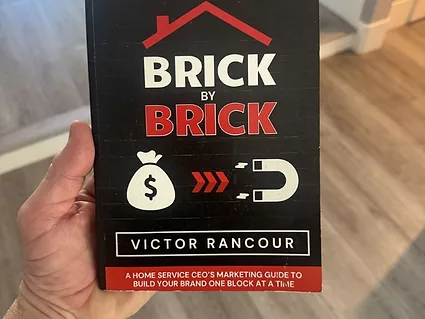 BRICK
BY
BRICK
$
VICTOR RANCOUR
A HOME SERVICE CEO'S MARKETING GUIDE TO
BUILD YOUR BRAND ONE BLOCK AT A TIME